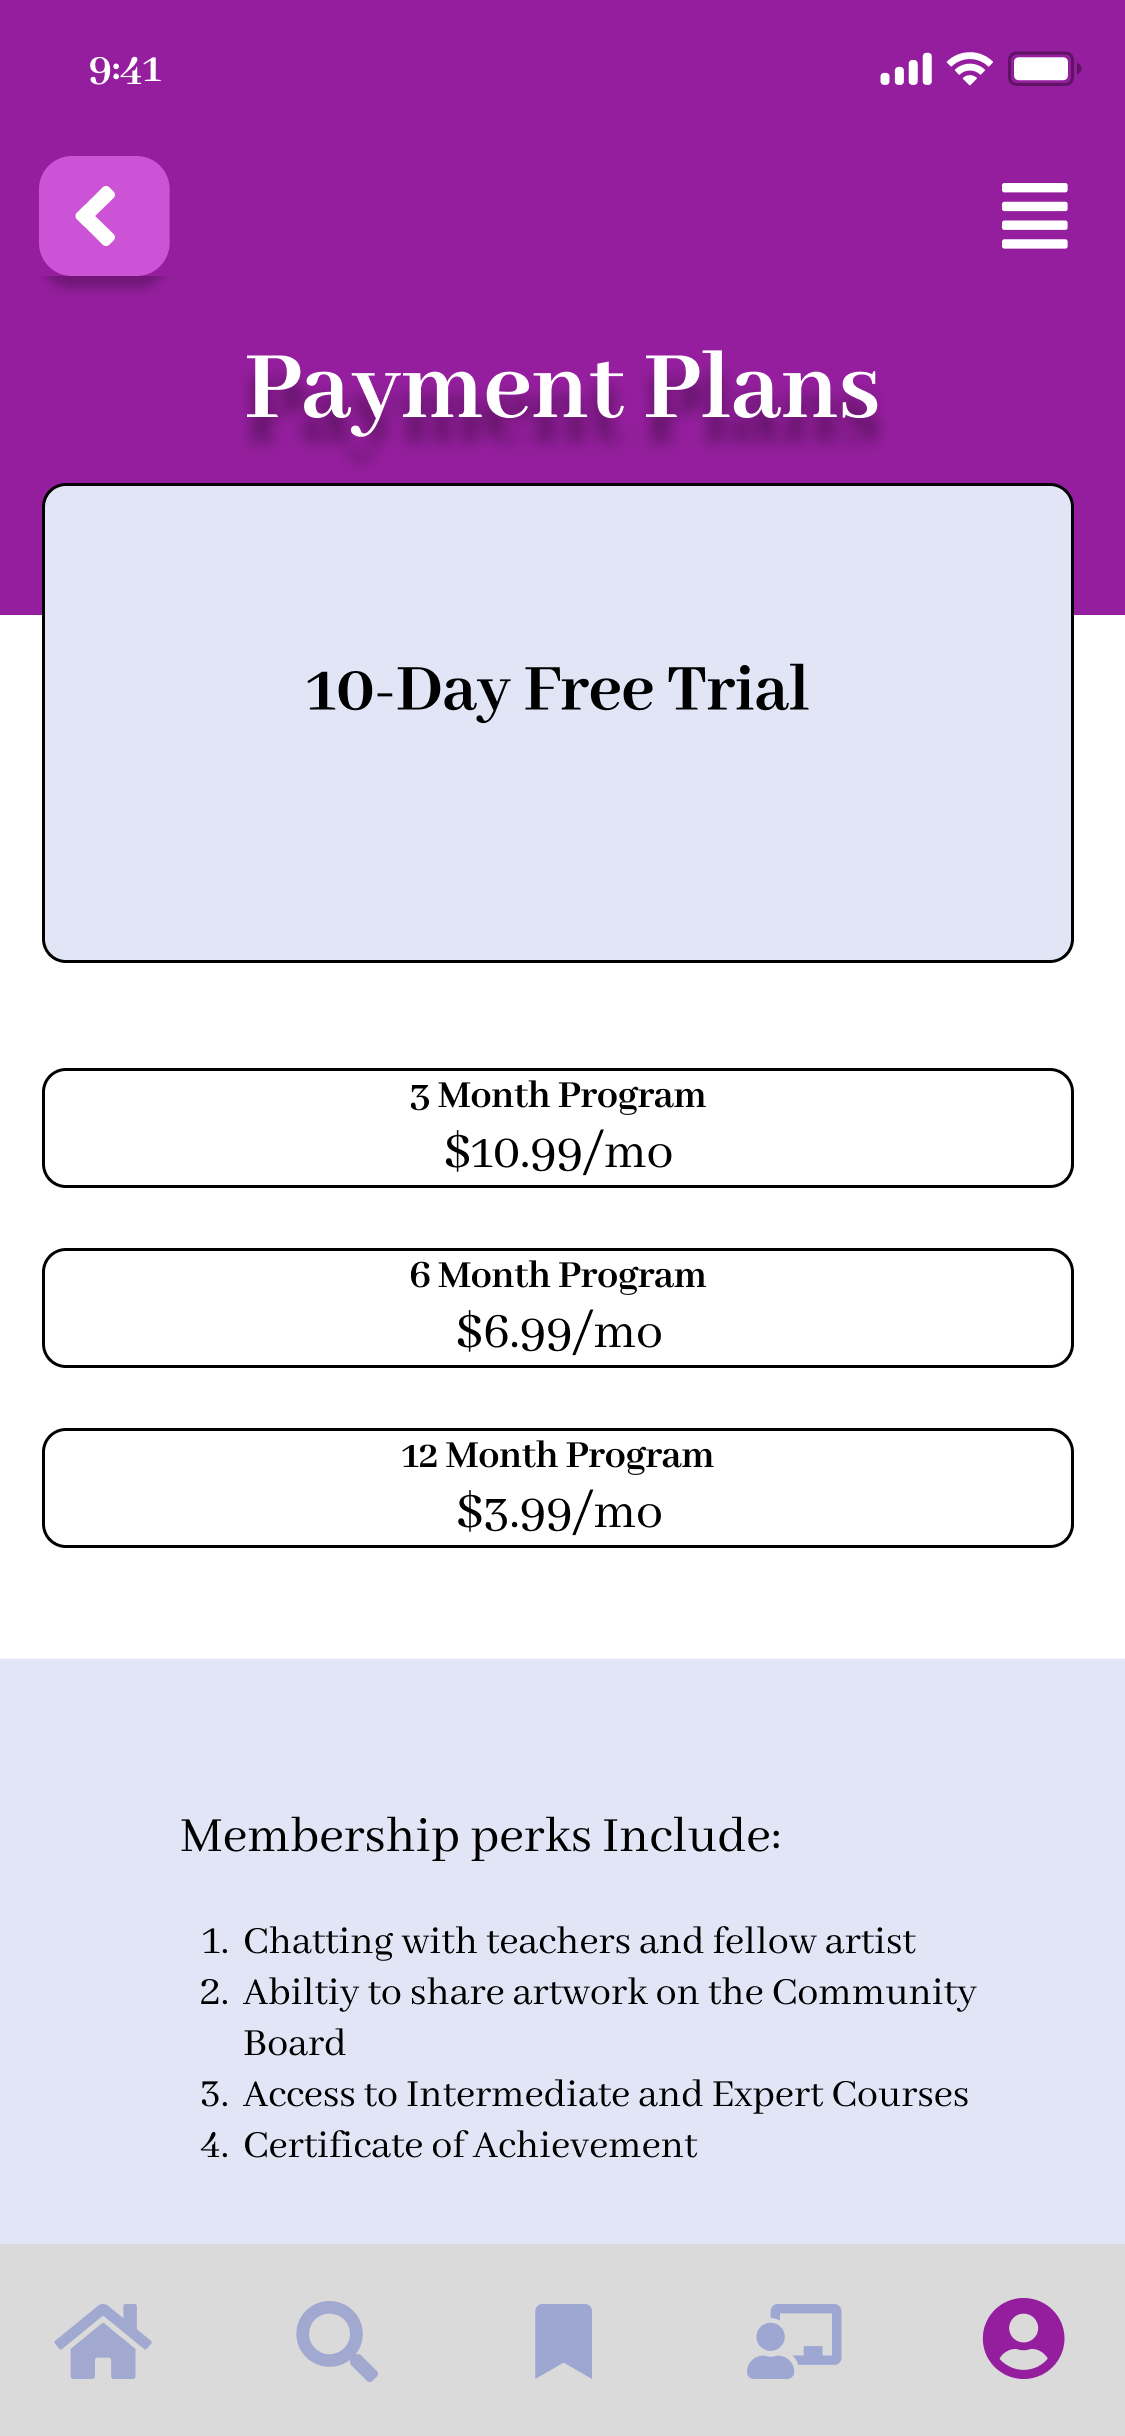 9:41
Payment Plans
10-Day Free Trial
3 Month Program
$10.99/mo
6 Month Program
$6.99/mo
12 Month Program
$3.99/mo
Membership perks Include:
1. Chatting with teachers and fellow artist
2. Abiltiy to share artwork on the Community
Board
3. Access to Intermediate and Expert Courses
4. Certificate of Achievement